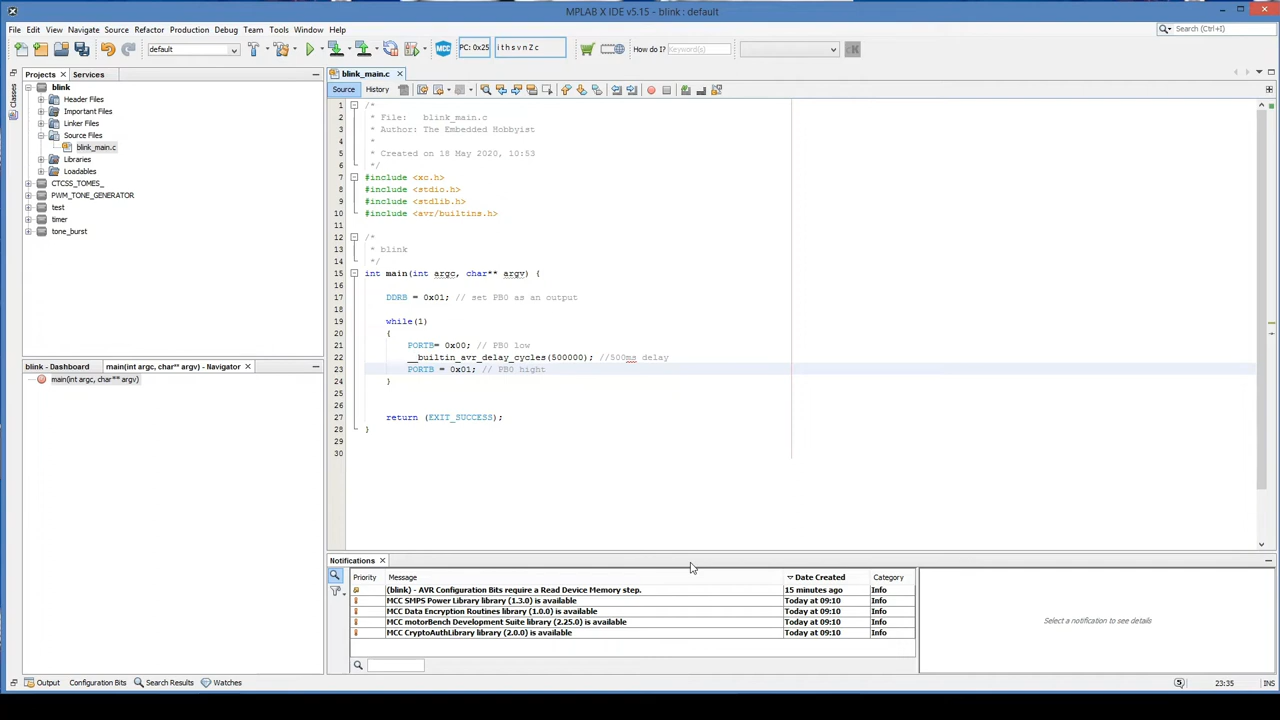 MPLAB X IDE v5.15 - blink : default
File Edit View Navigate Source Refactor Production Debug Team Tools Window Help
Search (Ctrl+I)
default
MCC
PC: 0x25
i t h s v n Z c
How do I?
Keyword(s)
Projects
Services
Classes
blink
Header Files
Important Files
Linker Files
Source Files
blink_main.c
Libraries
Loadables
CTCSS_TOMES_
PWM_TONE_GENERATOR
test
timer
tone_burst
blink - Dashboard
main(int argc, char** argv) - Navigator
main(int argc, char** argv)
blink_main.c
Source
History
1 /*
2 * File: blink_main.c
3 * Author: The Embedded Hobbyist
4 *
5 * Created on 18 May 2020, 10:53
6 */
7 #include <xc.h>
8 #include <stdio.h>
9 #include <stdlib.h>
10 #include <avr/builtins.h>
11
12 /*
13 * blink
14 */
15 int main(int argc, char** argv) {
16
17 DDRB = 0x01; // set PB0 as an output
18
19 while(1)
20 {
21 PORTB= 0x00; // PB0 low
22 __builtin_avr_delay_cycles(500000); //500ms delay
23 PORTB = 0x01; // PB0 hight
24 }
25
26
27 return (EXIT_SUCCESS);
28 }
29
30
Notifications
Priority Message Date Created Category
(blink) - AVR Configuration Bits require a Read Device Memory step. 15 minutes ago Info
MCC SMPS Power Library library (1.3.0) is available Today at 09:10 Info
MCC Data Encryption Routines library (1.0.0) is available Today at 09:10 Info
MCC motorBench Development Suite library (2.25.0) is available Today at 09:10 Info
MCC CryptoAuthLibrary library (2.0.0) is available Today at 09:10 Info
Select a notification to see details
Output
Configuration Bits
Search Results
Watches
5
23:35
INS